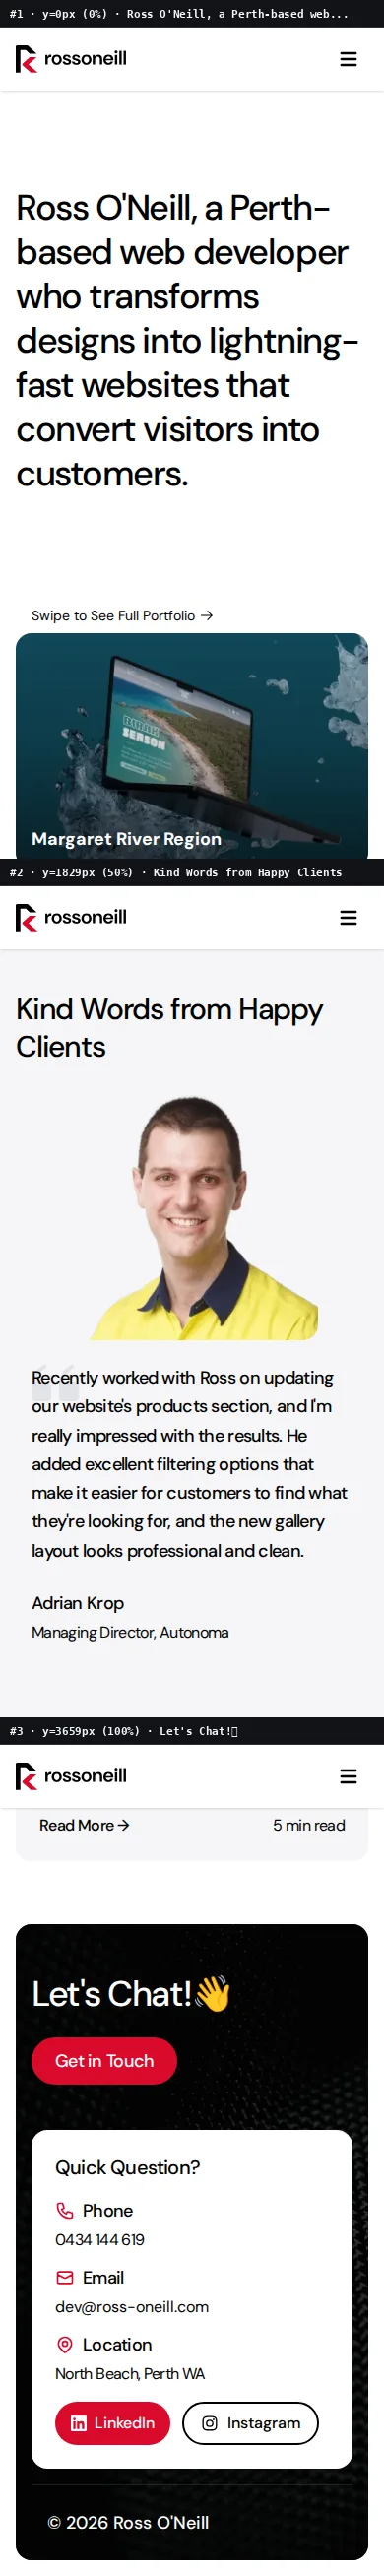 #1 · y=0px (0%) · Ross O'Neill, a Perth-based web...
rossoneill
Ross O'Neill, a Perth-
based web developer
who transforms
designs into lightning-
fast websites that
convert visitors into
customers.
Swipe to See Full Portfolio →
Margaret River Region
#2 · y=1829px (50%) · Kind Words from Happy Clients
rossoneill
Kind Words from Happy
Clients
Recently worked with Ross on updating
our website's products section, and I'm
really impressed with the results. He
added excellent filtering options that
make it easier for customers to find what
they're looking for, and the new gallery
layout looks professional and clean.
Adrian Krop
Managing Director, Autonoma
#3 · y=3659px (100%) · Let's Chat!
rossoneill
Read More →
5 min read
Let's Chat!👋
Get in Touch
Quick Question?
Phone
0434 144 619
Email
dev@ross-oneill.com
Location
North Beach, Perth WA
LinkedIn
Instagram
© 2026 Ross O'Neill